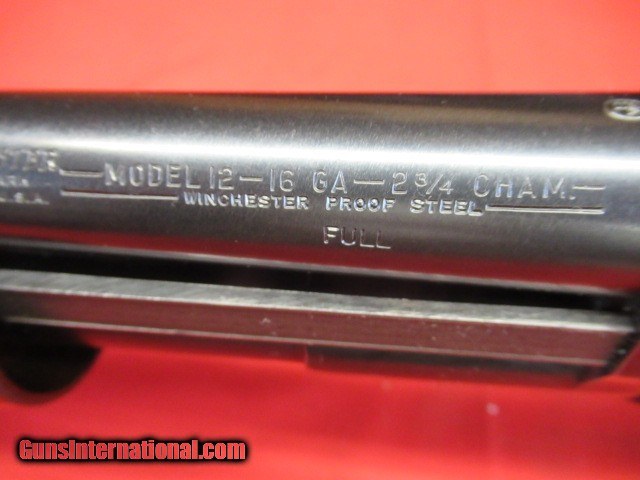 MODEL 12-16 GA-2¾ CHAM.
WINCHESTER PROOF STEEL
FULL
U.S.A.
GunsInternational.com